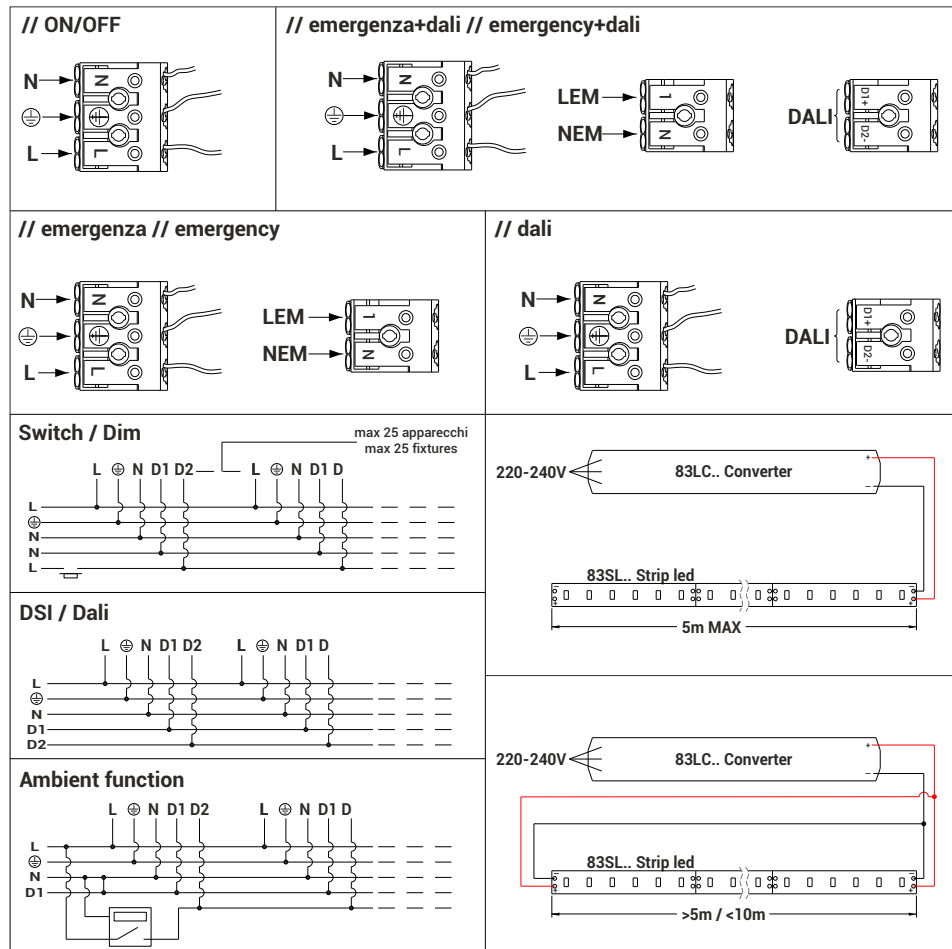 // ON/OFF
N
N
L
L
// emergenza+dali // emergency+dali
N
N
L
L
LEM
1
NEM
N
DALI
D1+
D2-
// emergenza // emergency
N
N
L
L
LEM
1
NEM
N
// dali
N
N
L
L
DALI
D1+
D2-
Switch / Dim
max 25 apparecchi
max 25 fixtures
L N D1 D2 L N D1 D
L
N
N
L
DSI / Dali
L N D1 D2 L N D1 D
L
N
D1
D2
Ambient function
L N D1 D2 L N D1 D
L
N
D1
220-240V
83LC.. Converter
+
-
83SL.. Strip led
-
+
-
+
5m MAX
220-240V
83LC.. Converter
+
-
83SL.. Strip led
-
+
-
+
>5m / <10m